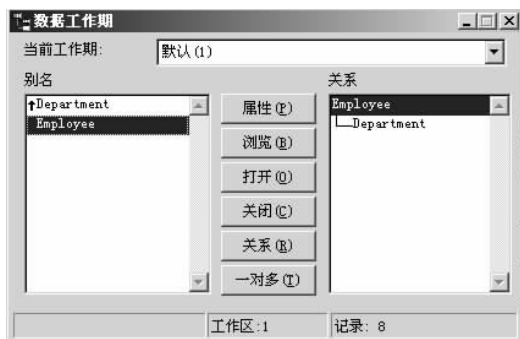 数据工作期
当前工作期: 默认(1)
别名 关系
↑Department
Employee
属性(P)
浏览(B)
打开(O)
关闭(C)
关系(R)
一对多(T)
Employee
Department
工作区:1 记录: 8